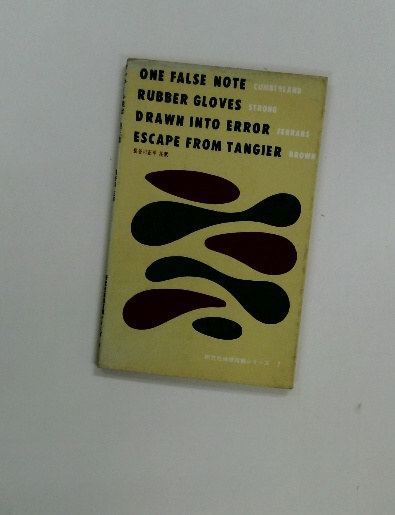 ONE FALSE NOTE CUMBERLAND
RUBBER GLOVES STRONG
DRAWN INTO ERROR FERRARS
ESCAPE FROM TANGIER BROWN